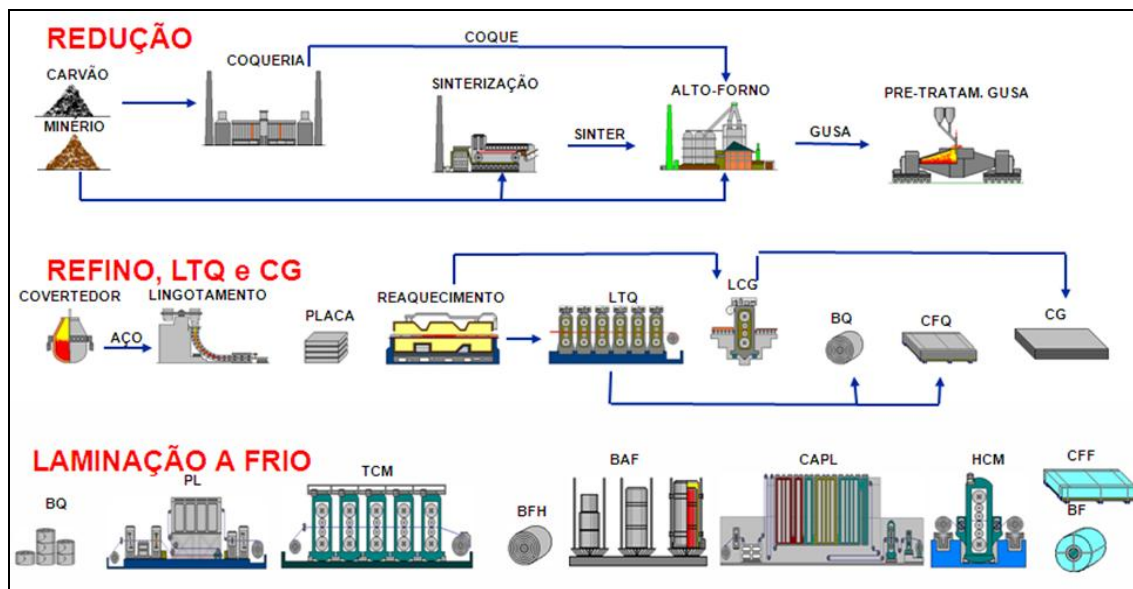 REDUÇÃO
COQUE
CARVÃO
COQUERIA
SINTERIZAÇÃO
ALTO-FORNO
PRE-TRATAM. GUSA
MINÉRIO
SINTER
GUSA
REFINO, LTQ e CG
COVERTEDOR
LINGOTAMENTO
AÇO
PLACA
REAQUECIMENTO
LTQ
LCG
BQ
CFQ
CG
LAMINAÇÃO A FRIO
BQ
PL
TCM
BFH
BAF
CAPL
HCM
CFF
BF